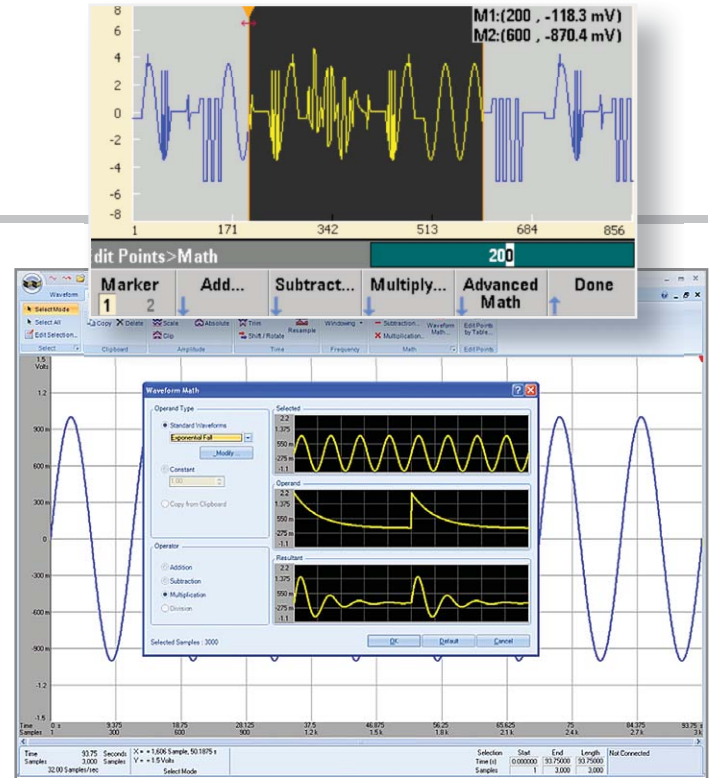 8
6
4
2
0
-2
-4
-6
-8
M1:(200 , -118.3 mV)
M2:(600 , -870.4 mV)
1 171 342 513 684 856
dit Points>Math 200
Marker Add... Subtract... Multiply... Advanced Math Done
1 2
Waveform
Select Mode
Select All
Edit Selection...
Copy Delete
Scale
Clip
Absolute
Trim
Shift / Rotate
Resample
Windowing
Subtraction...
Multiplication...
Waveform Math...
Edit Points by Table...
Select Clipboard Amplitude Time Frequency Math Edit Points
1.5
Volts
1.2
900 m
600 m
300 m
0
-300 m
-600 m
-900 m
-1.2
-1.5
Waveform Math
Operand Type
Standard Waveforms
Exponential Fall
Modify ...
Constant
1.00
Copy from Clipboard
Operator
Addition
Subtraction
Multiplication
Division
Selected Samples : 3000
Selected
2.2
1.375
550 m
-275 m
-1.1
Operand
2.2
1.375
550 m
-275 m
-1.1
Resultant
2.2
1.375
550 m
-275 m
-1.1
OK Default Cancel
Time 0 s 9.375 18.75 28.125 37.5 46.875 56.25 65.625 75 84.375 93.75 s
Samples 1 300 600 900 1.2 k 1.5 k 1.8 k 2.1 k 2.4 k 2.7 k 3 k
Time 93.75 Seconds
Samples 3,000 Samples
32.00 Samples/sec
X = = 1,606 Sample, 50.1875 s
Y = = 1.5 Volts
Select Mode
Selection Start End Length
Time (s) 0.000000 93.75000 93.75000
Samples 1 3,000 3,000
Not Connected